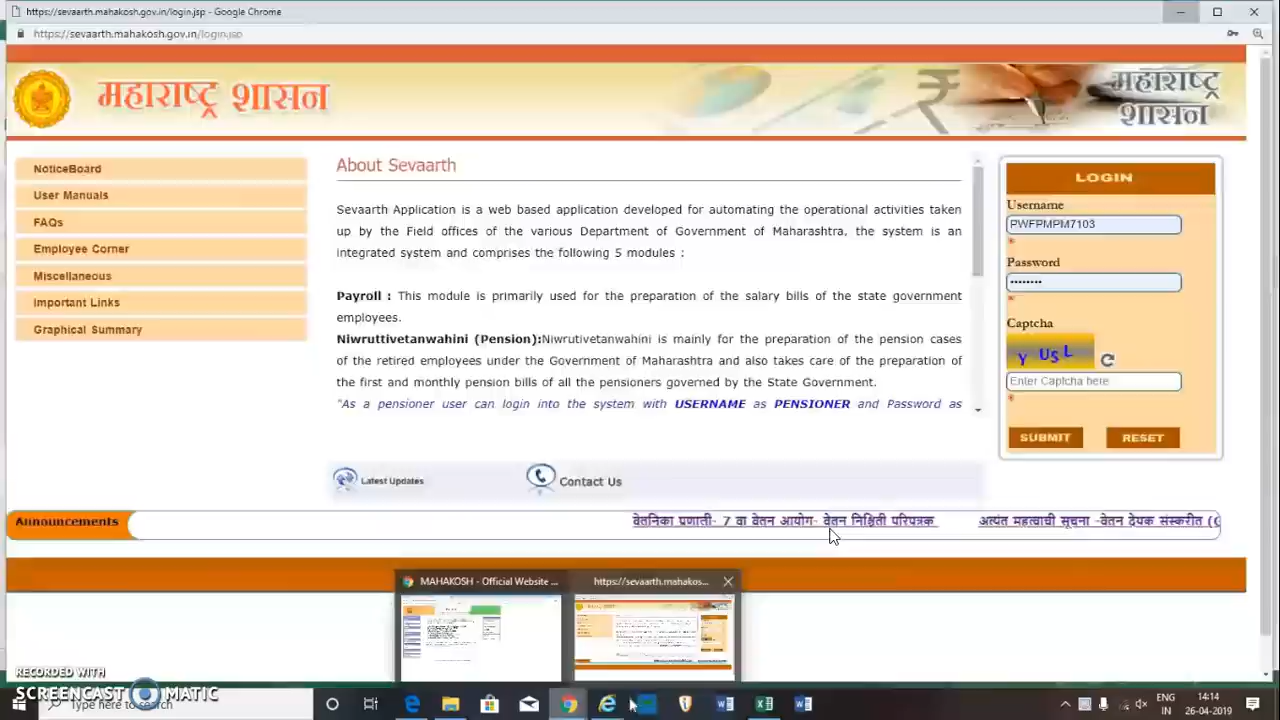 https://sevaarth.mahakosh.gov.in/login.jsp - Google Chrome
https://sevaarth.mahakosh.gov.in/login.jsp
महाराष्ट्र शासन
महाराष्ट्र
शासन
NoticeBoard
User Manuals
FAQs
Employee Corner
Miscellaneous
Important Links
Graphical Summary
About Sevaarth
Sevaarth Application is a web based application developed for automating the operational activities taken
up by the Field offices of the various Department of Government of Maharashtra, the system is an
integrated system and comprises the following 5 modules :
Payroll : This module is primarily used for the preparation of the salary bills of the state government
employees.
Niwruttivetanwahini (Pension):Niwruttivetanwahini is mainly for the preparation of the pension cases
of the retired employees under the Government of Maharashtra and also takes care of the preparation of
the first and monthly pension bills of all the pensioners governed by the State Government.
"As a pensioner user can login into the system with USERNAME as PENSIONER and Password as
LOGIN
Username
PWFPMPM7103
*
Password
••••••••
*
Captcha
Y USL
Enter Captcha here
*
SUBMIT RESET
Latest Updates
Contact Us
Announcements
वेतनिका प्रणाती- 7 वा वेतन आयोग- वेतन निश्चिती परिपत्रक अत्यंत महत्वाची सूचना -वेतन देयक संस्करीत (C
MAHAKOSH - Official Website ...
https://sevaarth.mahakos...
RECORDED WITH
SCREENCAST MATIC
Type here to search
ENG
IN
14:14
26-04-2019